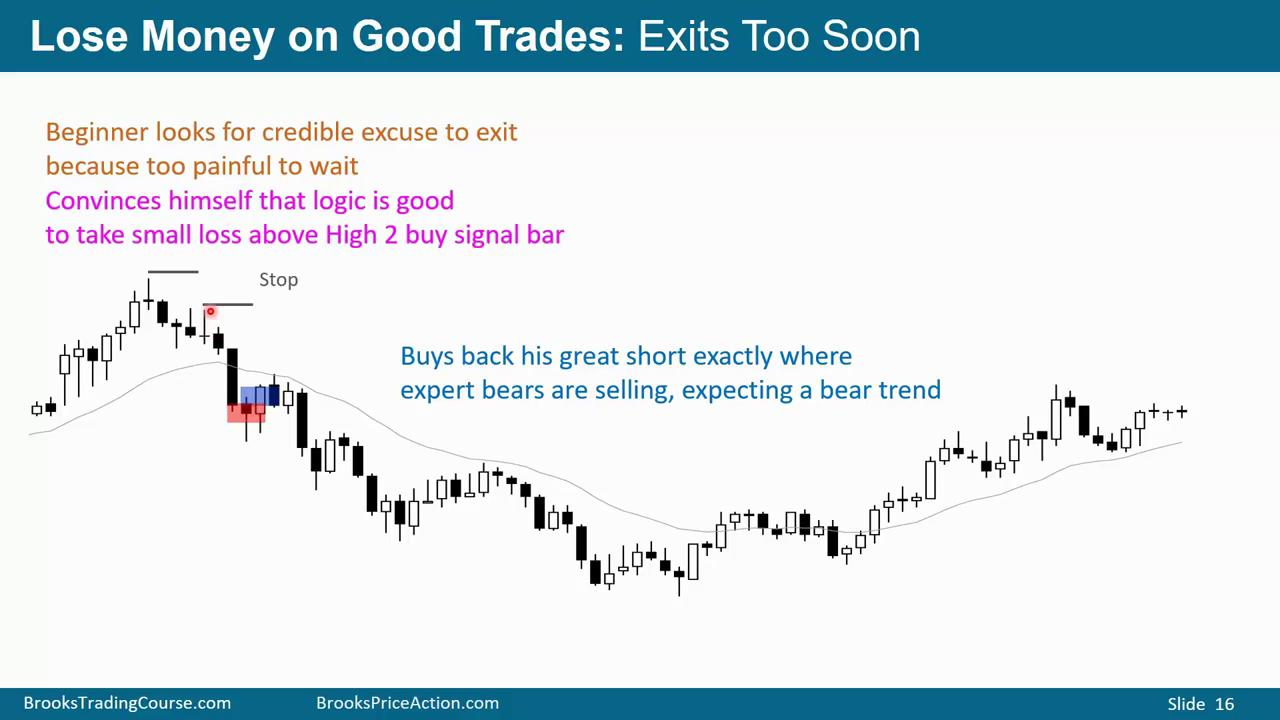 Lose Money on Good Trades: Exits Too Soon
Beginner looks for credible excuse to exit
because too painful to wait
Convinces himself that logic is good
to take small loss above High 2 buy signal bar
Stop
Buys back his great short exactly where
expert bears are selling, expecting a bear trend
BrooksTradingCourse.com
BrooksPriceAction.com
Slide 16